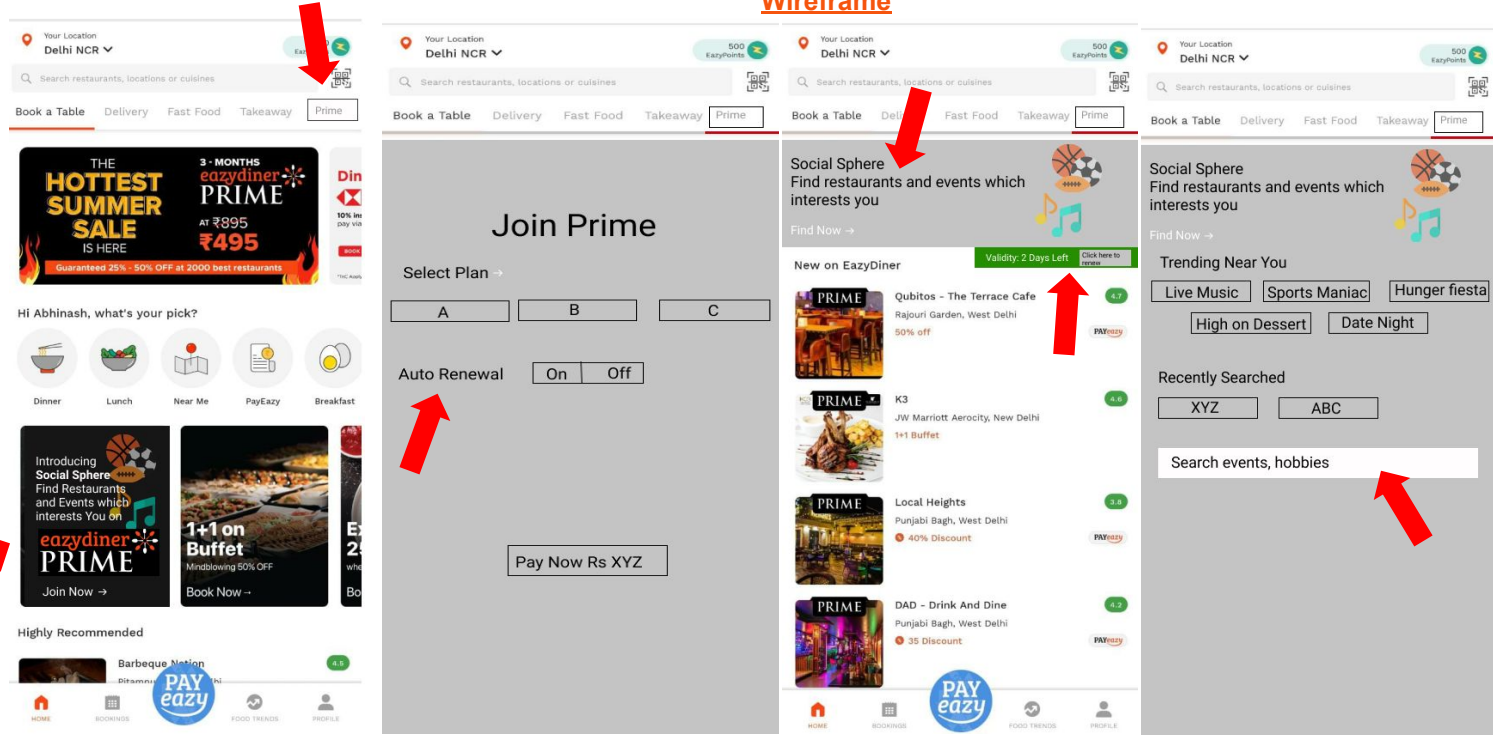 Wireframe
Your Location
Delhi NCR
Search restaurants, locations or cuisines
Book a Table Delivery Fast Food Takeaway Prime
THE
HOTTEST
SUMMER
SALE
IS HERE
3 - MONTHS
eazydiner
PRIME
AT ₹895
₹495
Guaranteed 25% - 50% OFF at 2000 best restaurants
Din
10% ins
pay via
BOOK
Hi Abhinash, what's your pick?
Dinner Lunch Near Me PayEazy Breakfast
Introducing
Social Sphere
Find Restaurants
and Events which
interests You on
eazydiner
PRIME
Join Now →
1+1 on
Buffet
Mindblowing 50% OFF
Book Now→
Ex
25
whe
Bo
Highly Recommended
Barbeque Nation
4.5
PAY
eazy
HOME BOOKINGS FOOD TRENDS PROFILE
Your Location
Delhi NCR
500
EazyPoints
Search restaurants, locations or cuisines
Book a Table Delivery Fast Food Takeaway Prime
Join Prime
Select Plan →
A B C
Auto Renewal On Off
Pay Now Rs XYZ
Your Location
Delhi NCR
500
EazyPoints
Search restaurants, locations or cuisines
Book a Table Fast Food Takeaway Prime
Social Sphere
Find restaurants and events which
interests you
Find Now →
New on EazyDiner
Validity: 2 Days Left
Click here to
renew
PRIME
Qubitos - The Terrace Cafe
4.7
Rajouri Garden, West Delhi
50% off
PAYeazy
PRIME
K3
4.6
JW Marriott Aerocity, New Delhi
1+1 Buffet
PRIME
Local Heights
3.8
Punjabi Bagh, West Delhi
40% Discount
PAYeazy
PRIME
DAD - Drink And Dine
4.2
Punjabi Bagh, West Delhi
35 Discount
PAYeazy
PAY
eazy
HOME BOOKINGS FOOD TRENDS PROFILE
Your Location
Delhi NCR
500
EazyPoints
Search restaurants, locations or cuisines
Book a Table Delivery Fast Food Takeaway Prime
Social Sphere
Find restaurants and events which
interests you
Find Now →
Trending Near You
Live Music Sports Maniac Hunger fiesta
High on Dessert Date Night
Recently Searched
XYZ ABC
Search events, hobbies